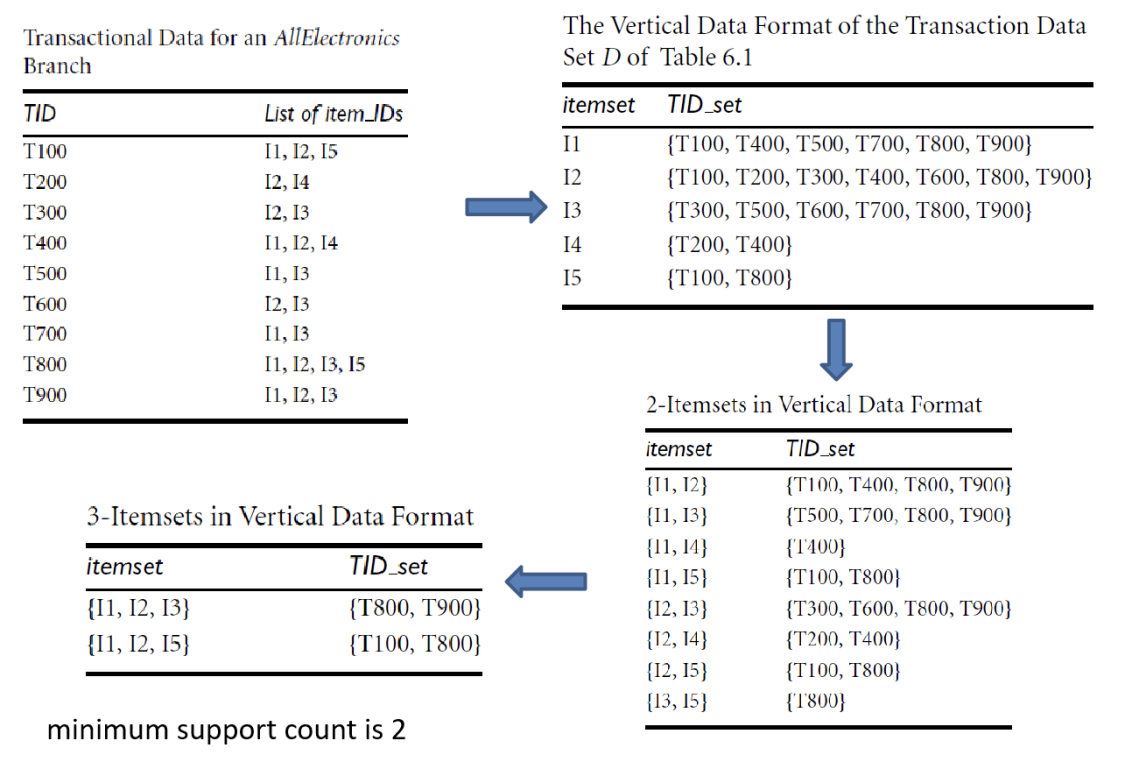 Transactional Data for an AllElectronics
Branch
TID List of item_IDs
T100 I1, I2, I5
T200 I2, I4
T300 I2, I3
T400 I1, I2, I4
T500 I1, I3
T600 I2, I3
T700 I1, I3
T800 I1, I2, I3, I5
T900 I1, I2, I3
The Vertical Data Format of the Transaction Data
Set D of Table 6.1
itemset TID_set
I1 {T100, T400, T500, T700, T800, T900}
I2 {T100, T200, T300, T400, T600, T800, T900}
I3 {T300, T500, T600, T700, T800, T900}
I4 {T200, T400}
I5 {T100, T800}
2-Itemsets in Vertical Data Format
itemset TID_set
{I1, I2} {T100, T400, T800, T900}
{I1, I3} {T500, T700, T800, T900}
{I1, I4} {T400}
{I1, I5} {T100, T800}
{I2, I3} {T300, T600, T800, T900}
{I2, I4} {T200, T400}
{I2, I5} {T100, T800}
{I3, I5} {T800}
3-Itemsets in Vertical Data Format
itemset TID_set
{I1, I2, I3} {T800, T900}
{I1, I2, I5} {T100, T800}
minimum support count is 2